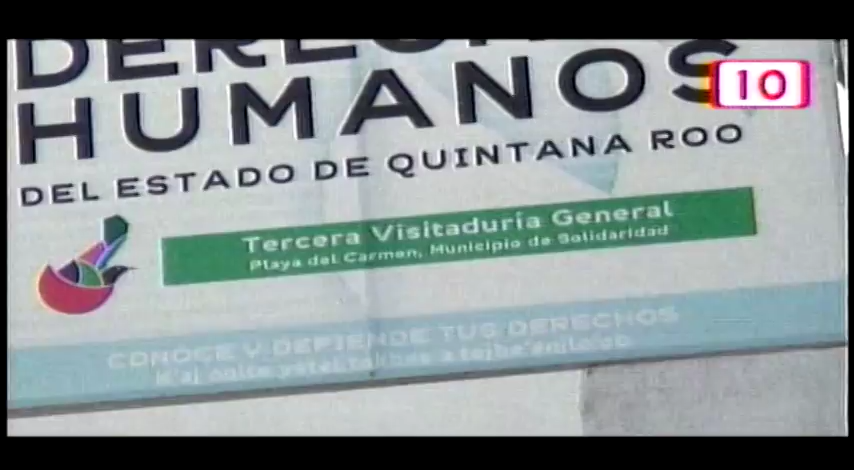 DERECHOS
HUMANOS
10
DEL ESTADO DE QUINTANA ROO
Tercera Visitaduría General
Playa del Carmen, Municipio de Solidaridad
CONOCE Y DEFIENDE TUS DERECHOS